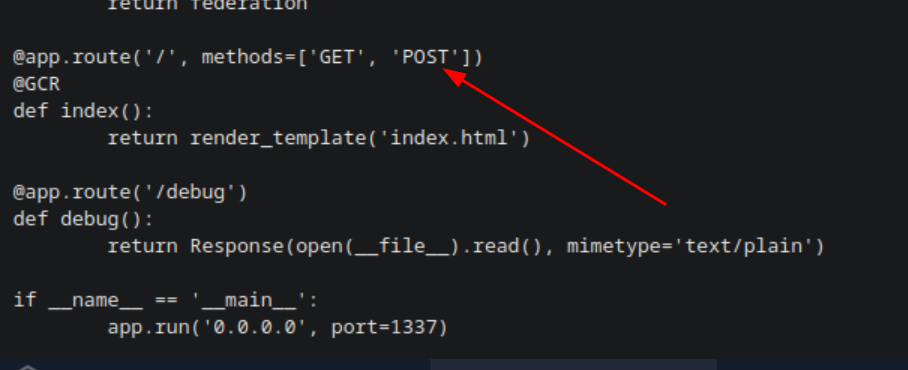 return federation
@app.route('/', methods=['GET', 'POST'])
@GCR
def index():
return render_template('index.html')
@app.route('/debug')
def debug():
return Response(open(__file__).read(), mimetype='text/plain')
if __name__ == '__main__':
app.run('0.0.0.0', port=1337)